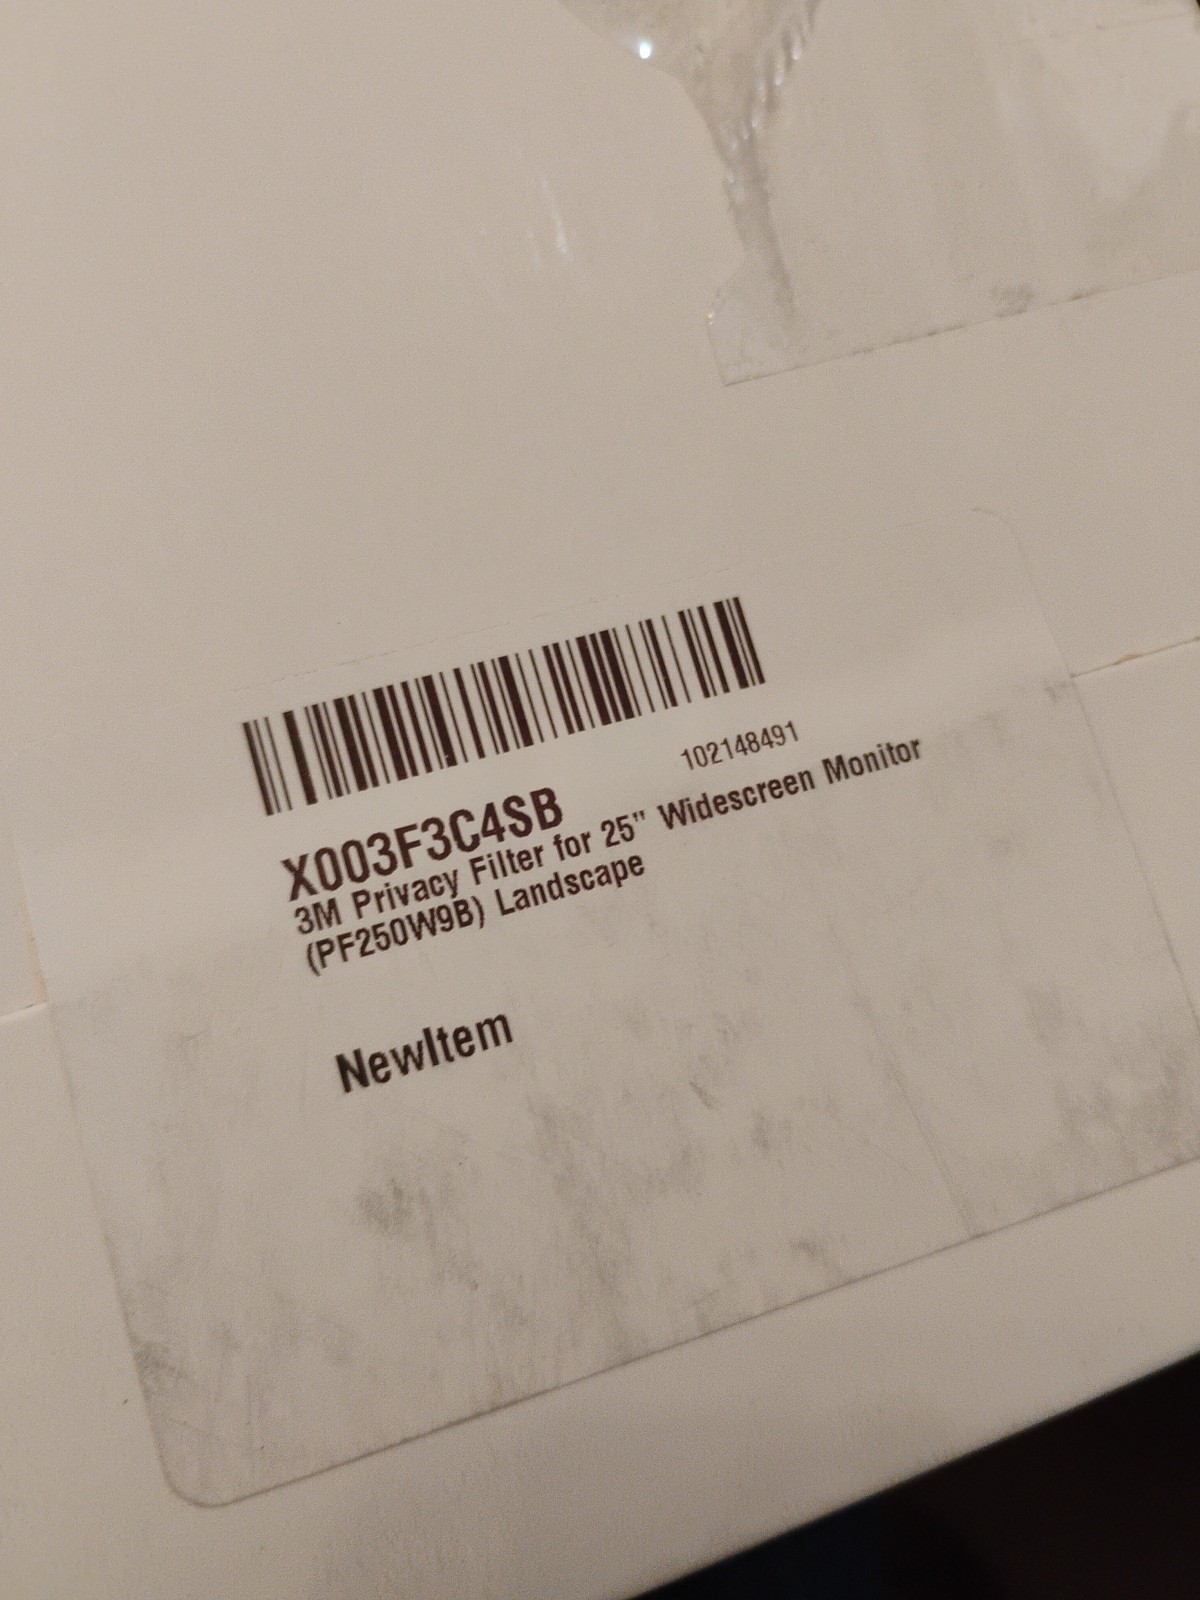 102148491
X003F3C4SB
3M Privacy Filter for 25" Widescreen Monitor
(PF250W9B) Landscape
NewItem